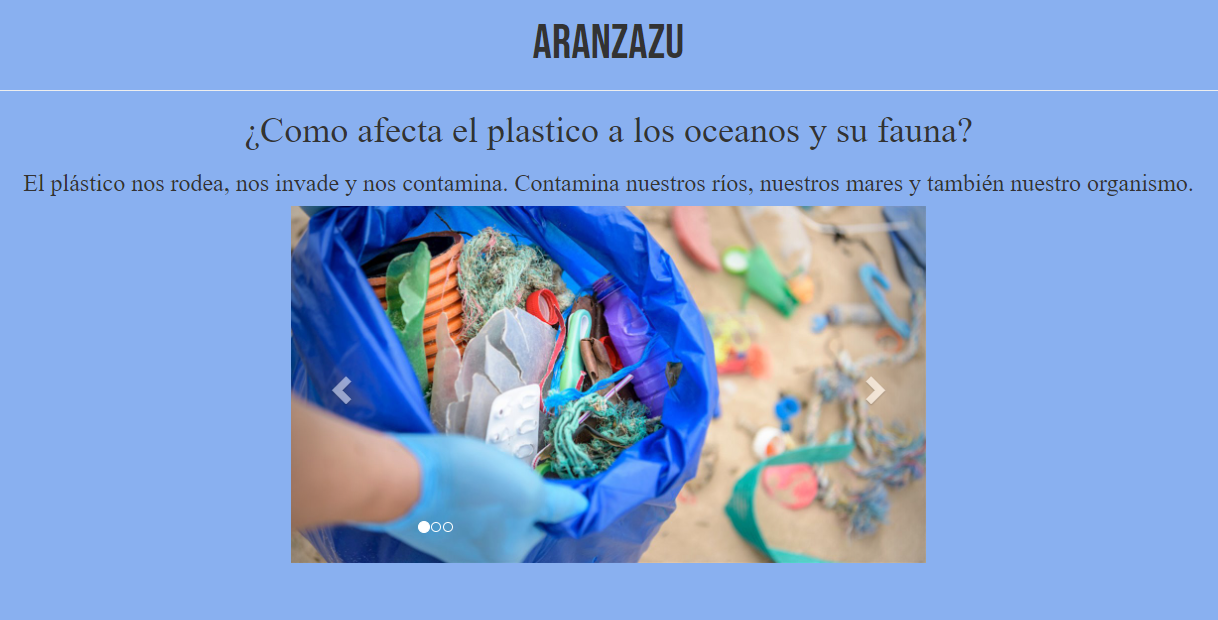 ARANZAZU
¿Como afecta el plastico a los oceanos y su fauna?
El plástico nos rodea, nos invade y nos contamina. Contamina nuestros ríos, nuestros mares y también nuestro organismo.